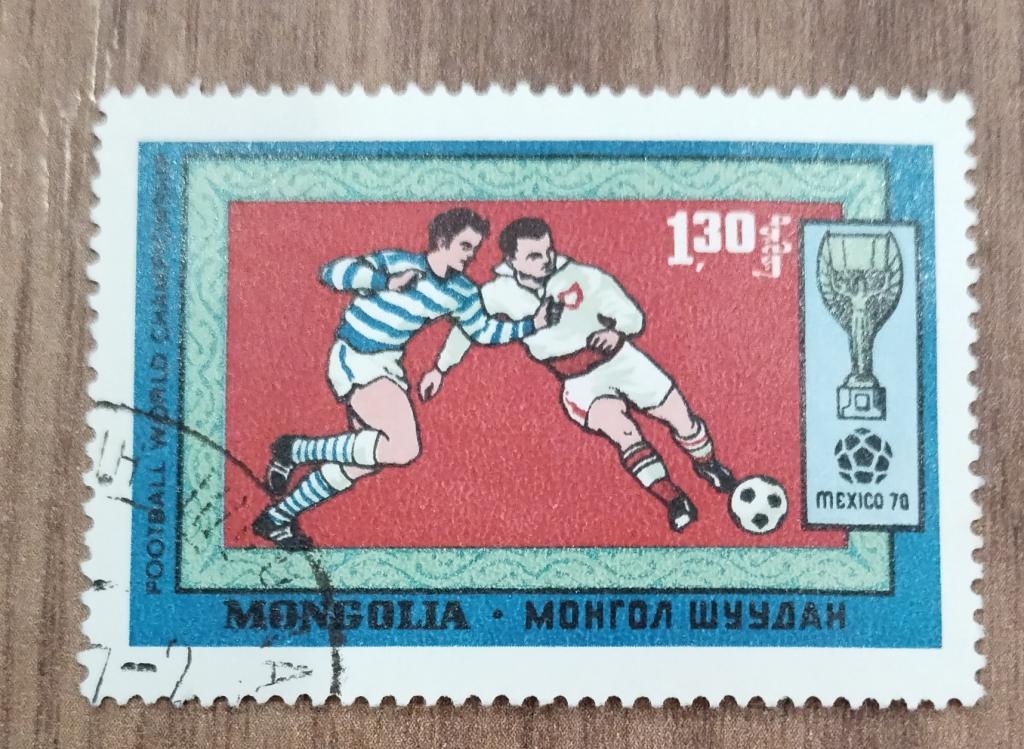 1,30
MEXICO 70
FOOTBALL WORLD CHAMPIONSHIP
MONGOLIA · МОНГОЛ ШУУДАН